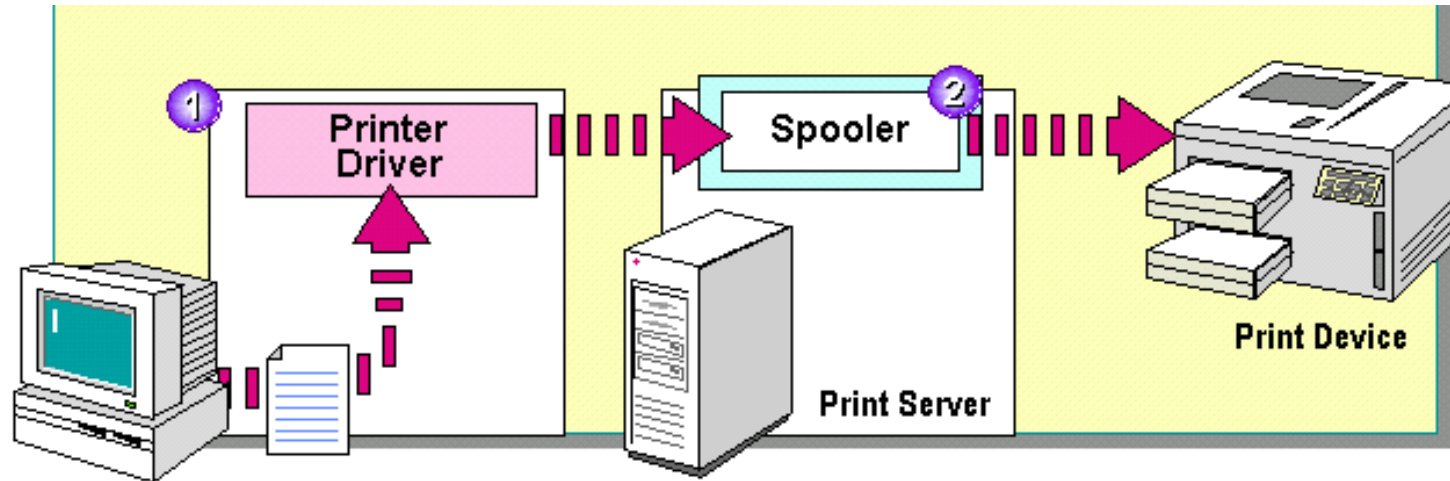 1
Printer
Driver
Spooler
2
Print Device
Print Server